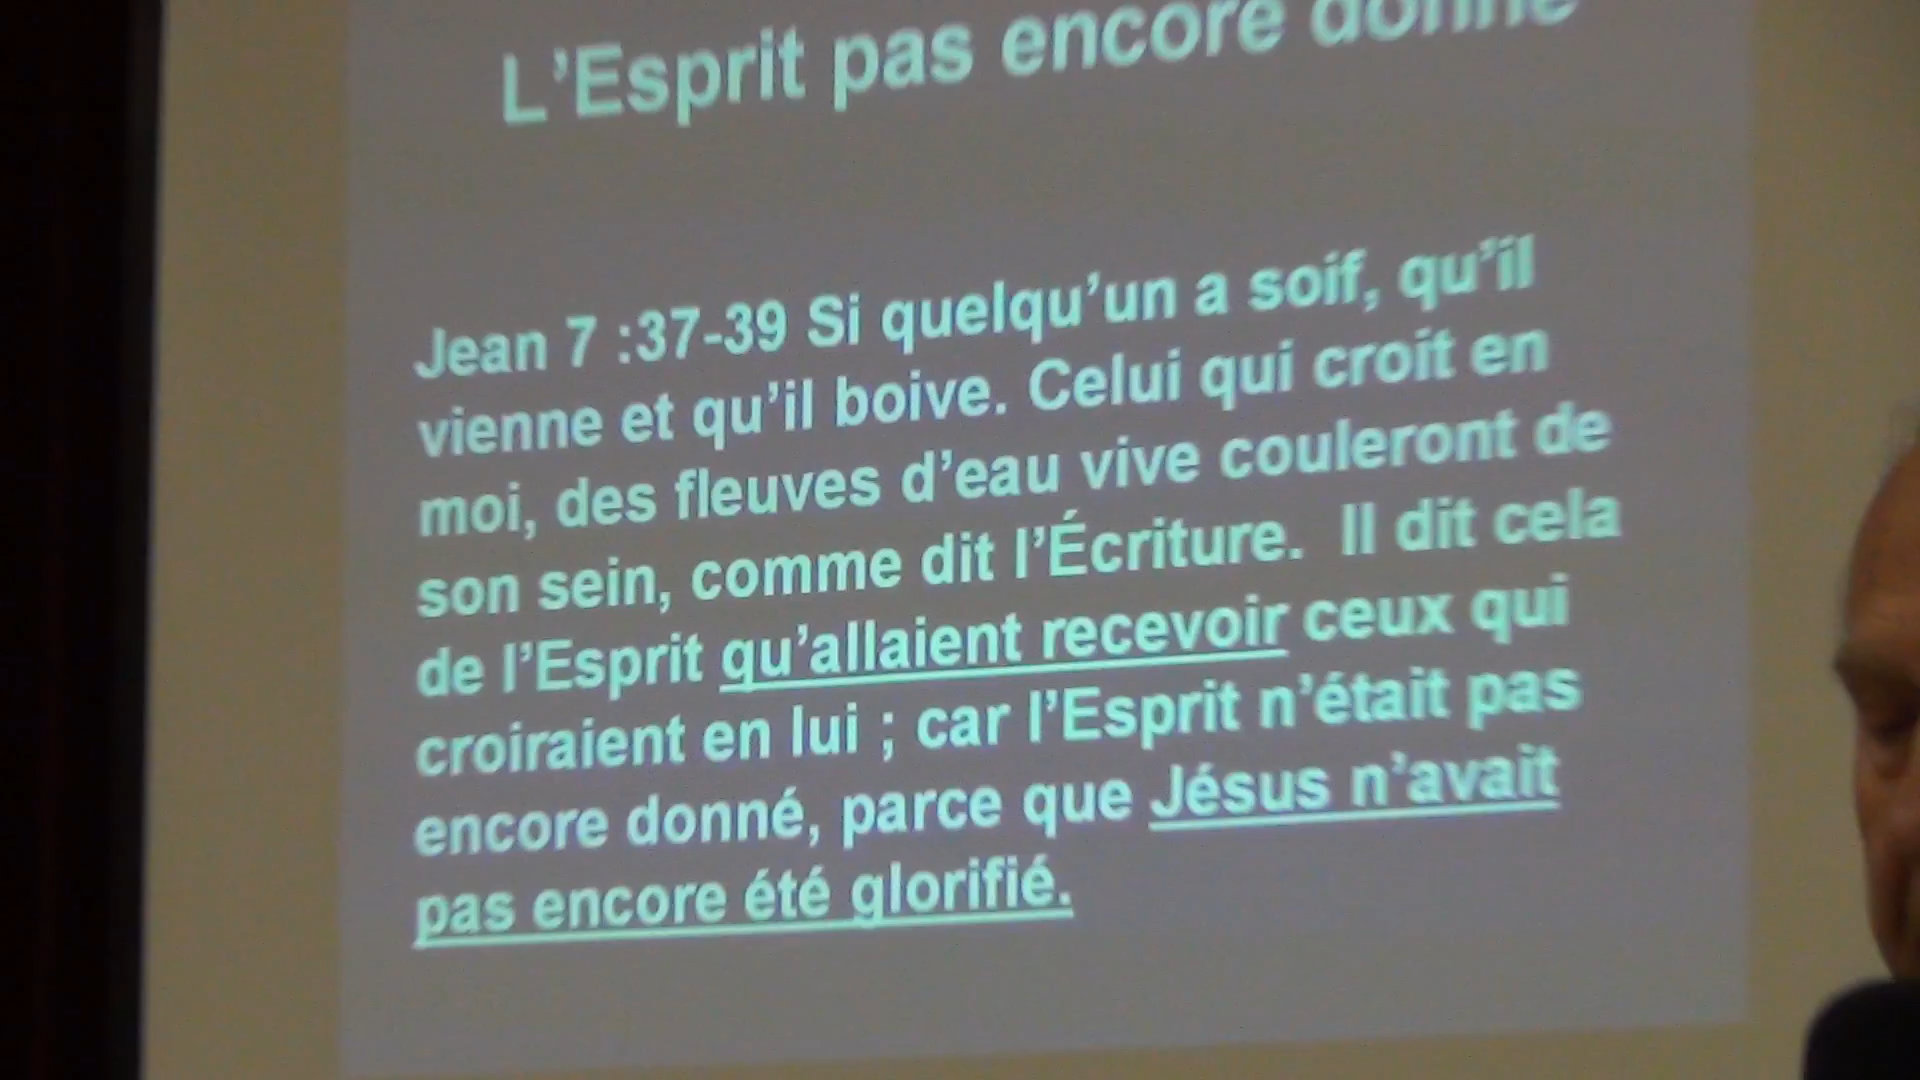 L'Esprit pas encore donné
Jean 7 :37-39 Si quelqu'un a soif, qu'il
vienne et qu'il boive. Celui qui croit en
moi, des fleuves d'eau vive couleront de
son sein, comme dit l'Écriture. Il dit cela
de l'Esprit qu'allaient recevoir ceux qui
croiraient en lui ; car l'Esprit n'était pas
encore donné, parce que Jésus n'avait
pas encore été glorifié.